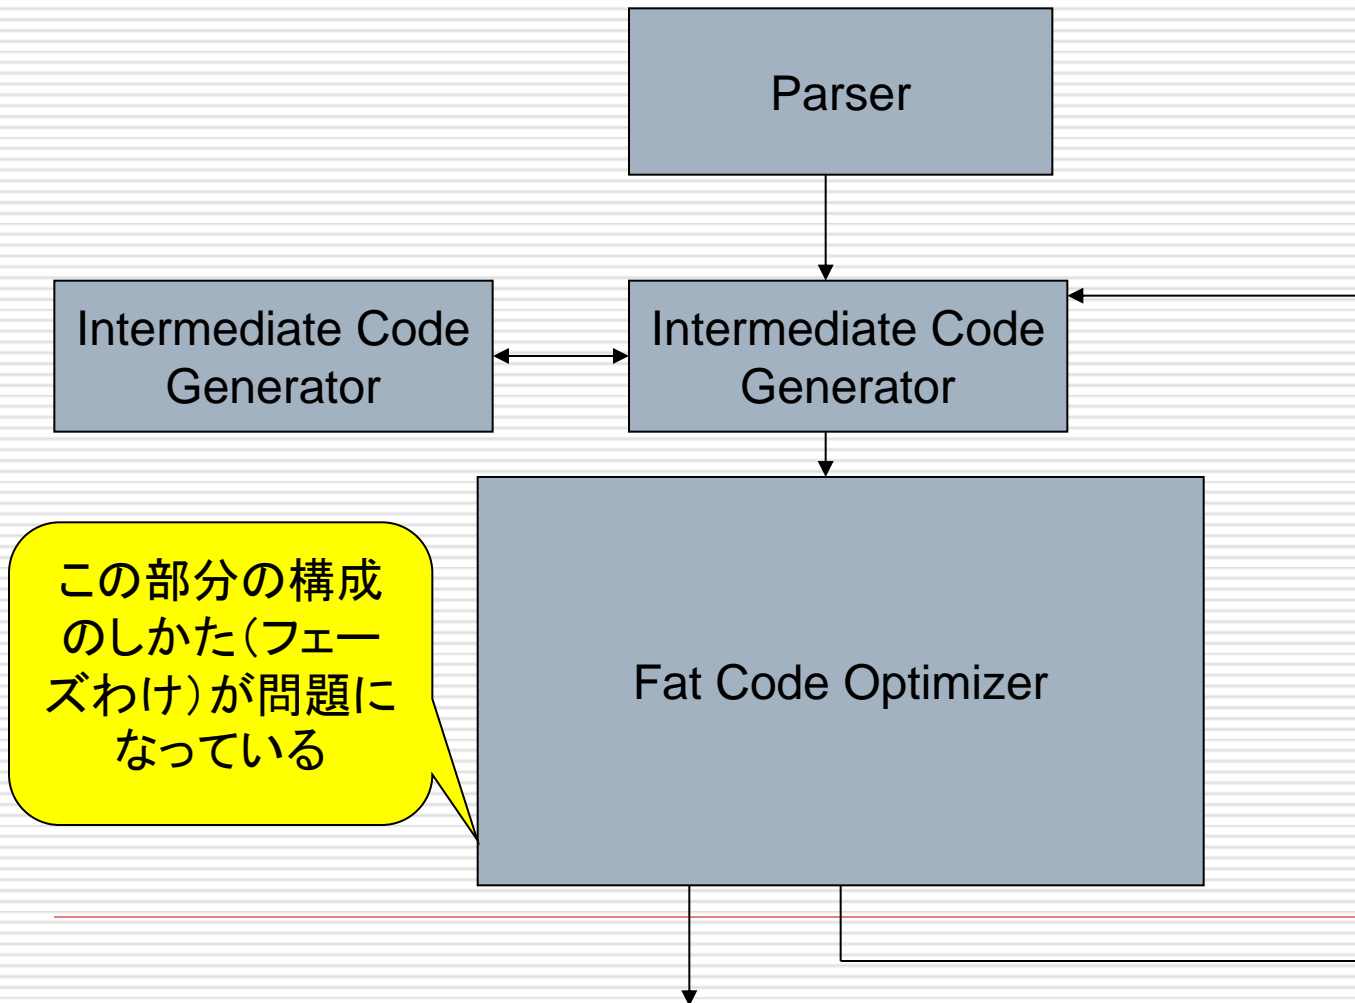 Parser
Intermediate Code
Generator
Intermediate Code
Generator
この部分の構成
のしかた（フェー
ズわけ）が問題に
なっている
Fat Code Optimizer